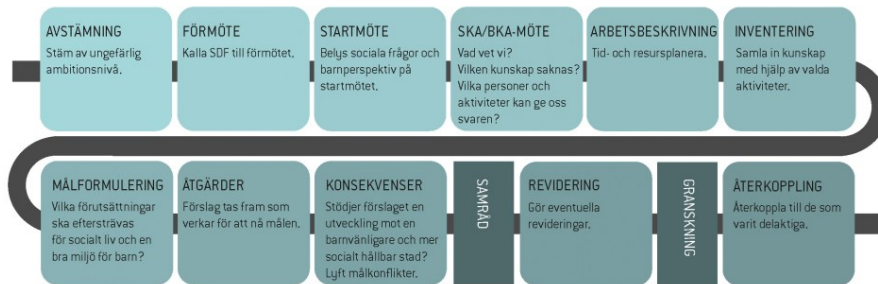 AVSTÄMNING
Stäm av ungefärlig
ambitionsnivå.
FÖRMÖTE
Kalla SDF till förmötet.
STARTMÖTE
Belys sociala frågor och
barnperspektiv på
startmötet.
SKA/BKA-MÖTE
Vad vet vi?
Vilken kunskap saknas?
Vilka personer och
aktiviteter kan ge oss
svaren?
ARBETSBESKRIVNING
Tid- och resursplanera.
INVENTERING
Samla in kunskap
med hjälp av valda
aktiviteter.
MÅLFORMULERING
Vilka förutsättningar
ska eftersträvas
för socialt liv och en
bra miljö för barn?
ÅTGÄRDER
Förslag tas fram som
verkar för att nå målen.
KONSEKVENSER
Stödjer förslaget en
utveckling mot en
barnvänligare och mer
socialt hållbar stad?
Lyft målkonflikter.
SAMRÅD
REVIDERING
Gör eventuella
revideringar.
GRANSKNING
ÅTERKOPPLING
Återkoppla till de som
varit delaktiga.